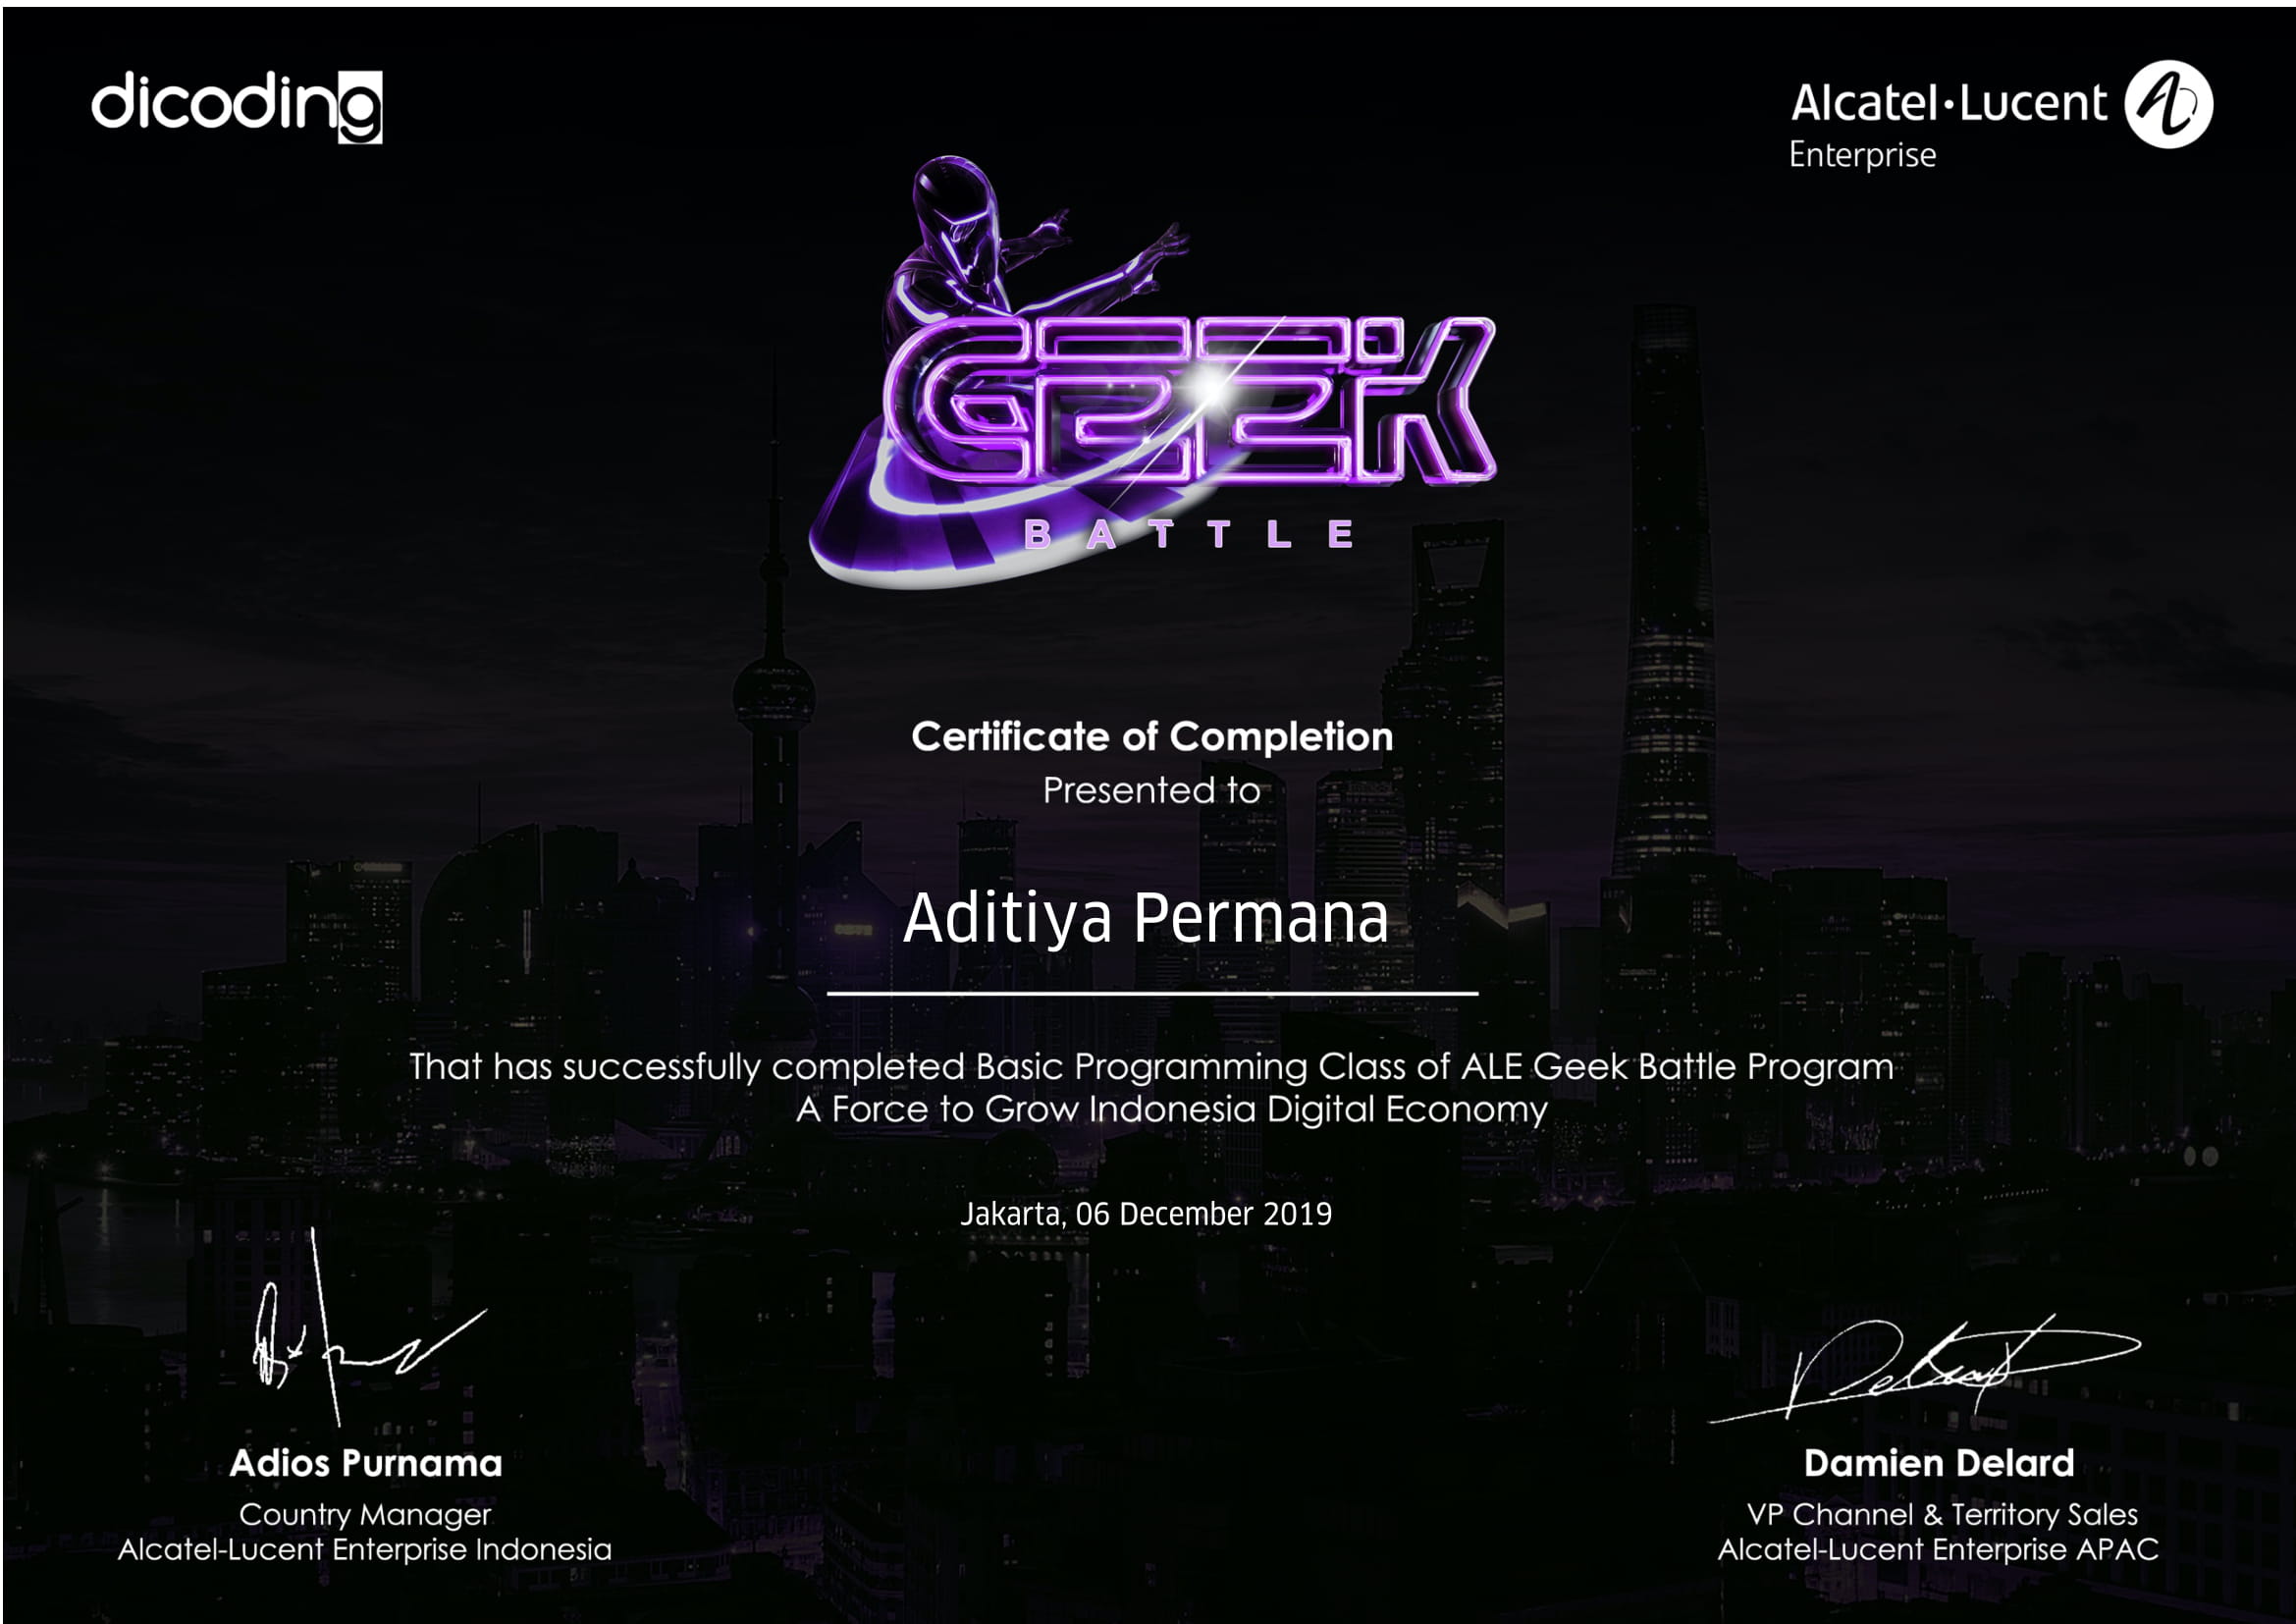 dicoding
Alcatel·Lucent
Enterprise
GEEK
BATTLE
Certificate of Completion
Presented to
Aditiya Permana
That has successfully completed Basic Programming Class of ALE Geek Battle Program
A Force to Grow Indonesia Digital Economy
Jakarta, 06 December 2019
Adios Purnama
Country Manager
Alcatel-Lucent Enterprise Indonesia
Damien Delard
VP Channel & Territory Sales
Alcatel-Lucent Enterprise APAC